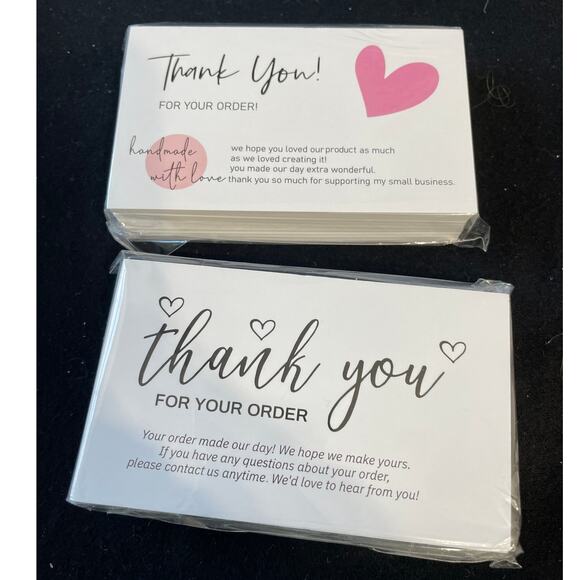 Thank You!
FOR YOUR ORDER!
handmade
with love
we hope you loved our product as much
as we loved creating it!
you made our day extra wonderful.
thank you so much for supporting my small business.
thank you
FOR YOUR ORDER
Your order made our day! We hope we make yours.
If you have any questions about your order,
please contact us anytime. We'd love to hear from you!